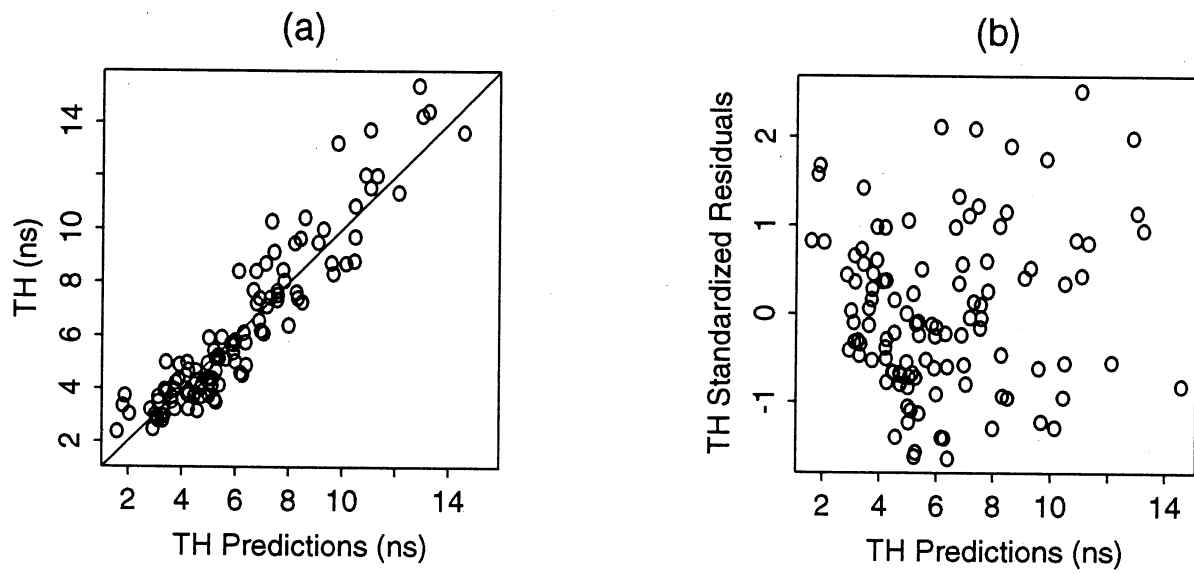 (a)
TH (ns)
14
10
8
6
4
2
2 4 6 8 10 14
TH Predictions (ns)
(b)
TH Standardized Residuals
2
1
0
-1
2 4 6 8 10 14
TH Predictions (ns)